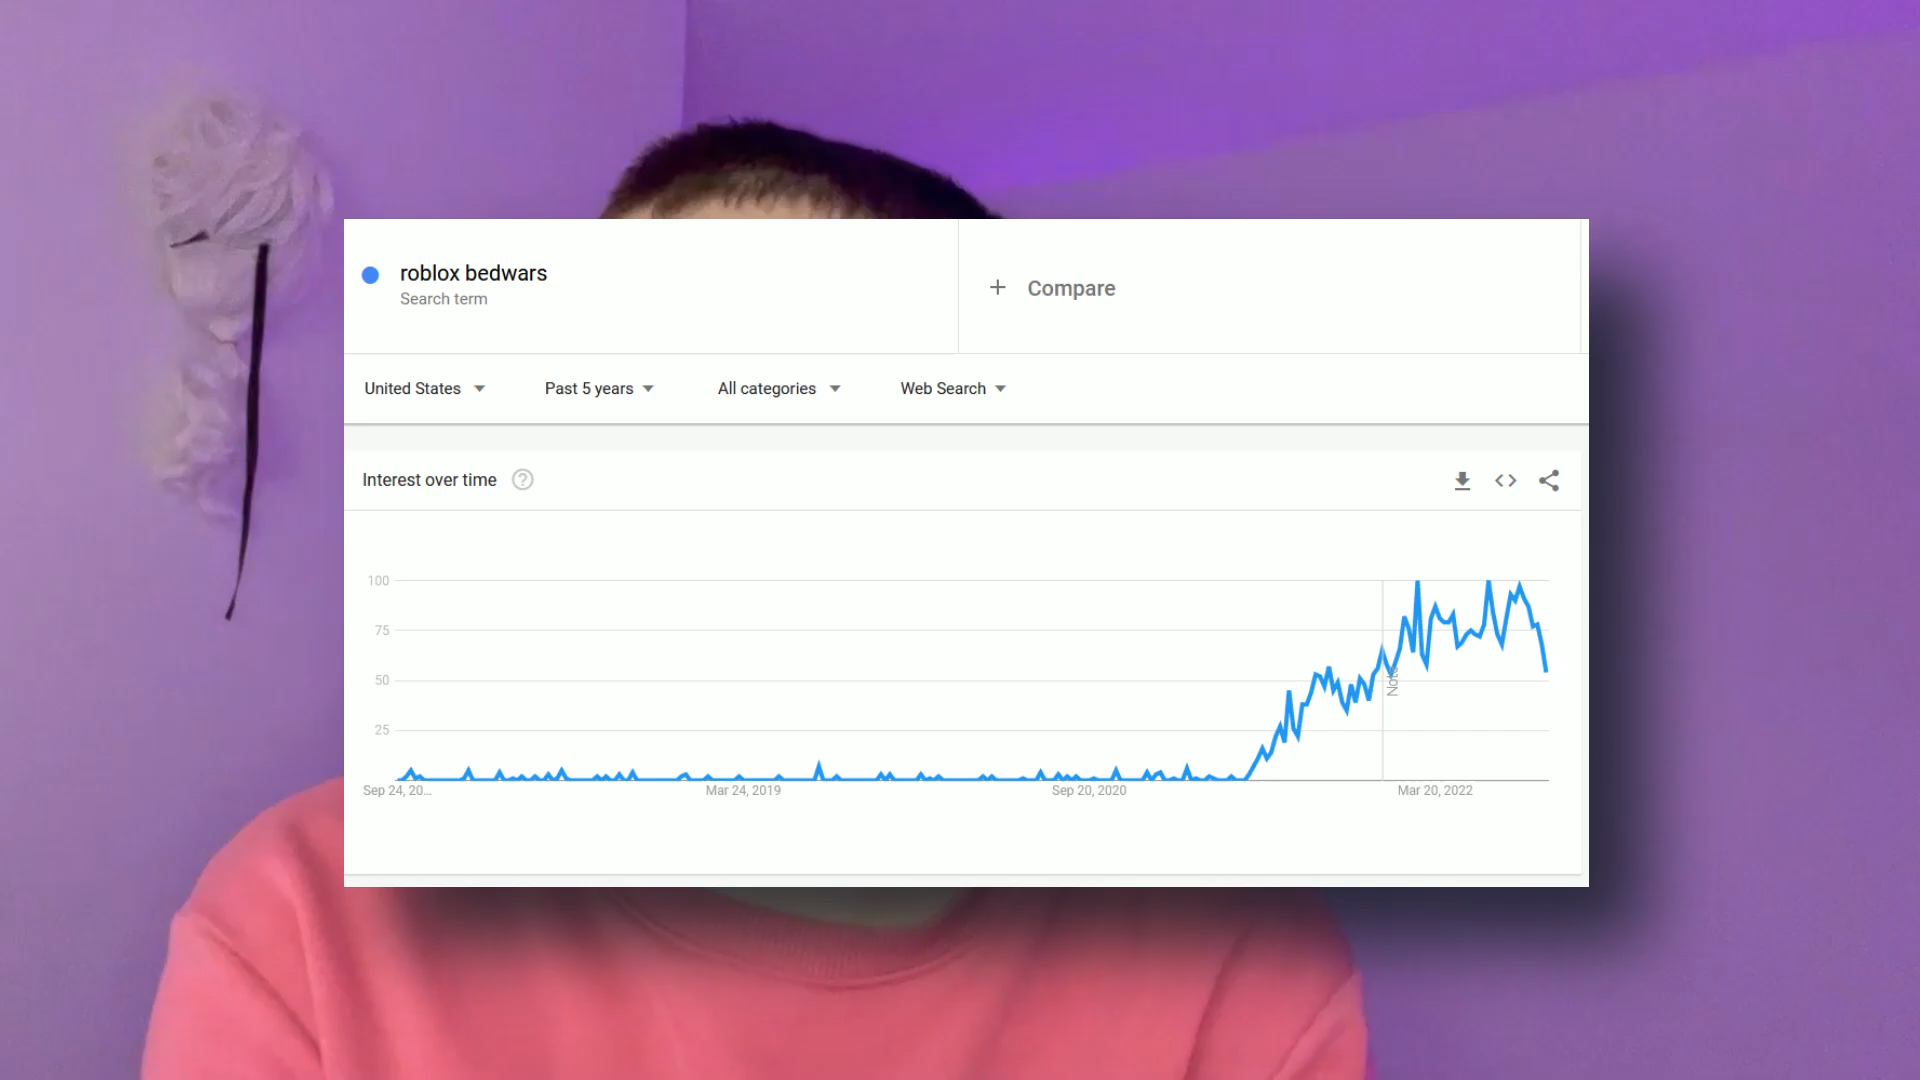 roblox bedwars
Search term
+ Compare
United States
Past 5 years
All categories
Web Search
Interest over time
?
100
75
50
25
Note
Sep 24, 20...
Mar 24, 2019
Sep 20, 2020
Mar 20, 2022